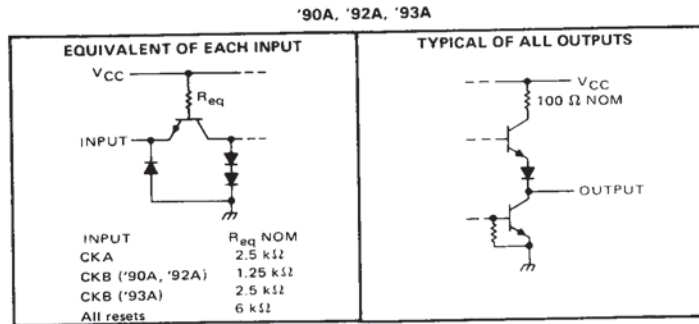 '90A, '92A, '93A
EQUIVALENT OF EACH INPUT
VCC
Req
INPUT
INPUT Req NOM
CKA 2.5 kΩ
CKB ('90A, '92A) 1.25 kΩ
CKB ('93A) 2.5 kΩ
All resets 6 kΩ
TYPICAL OF ALL OUTPUTS
VCC
100 Ω NOM
OUTPUT